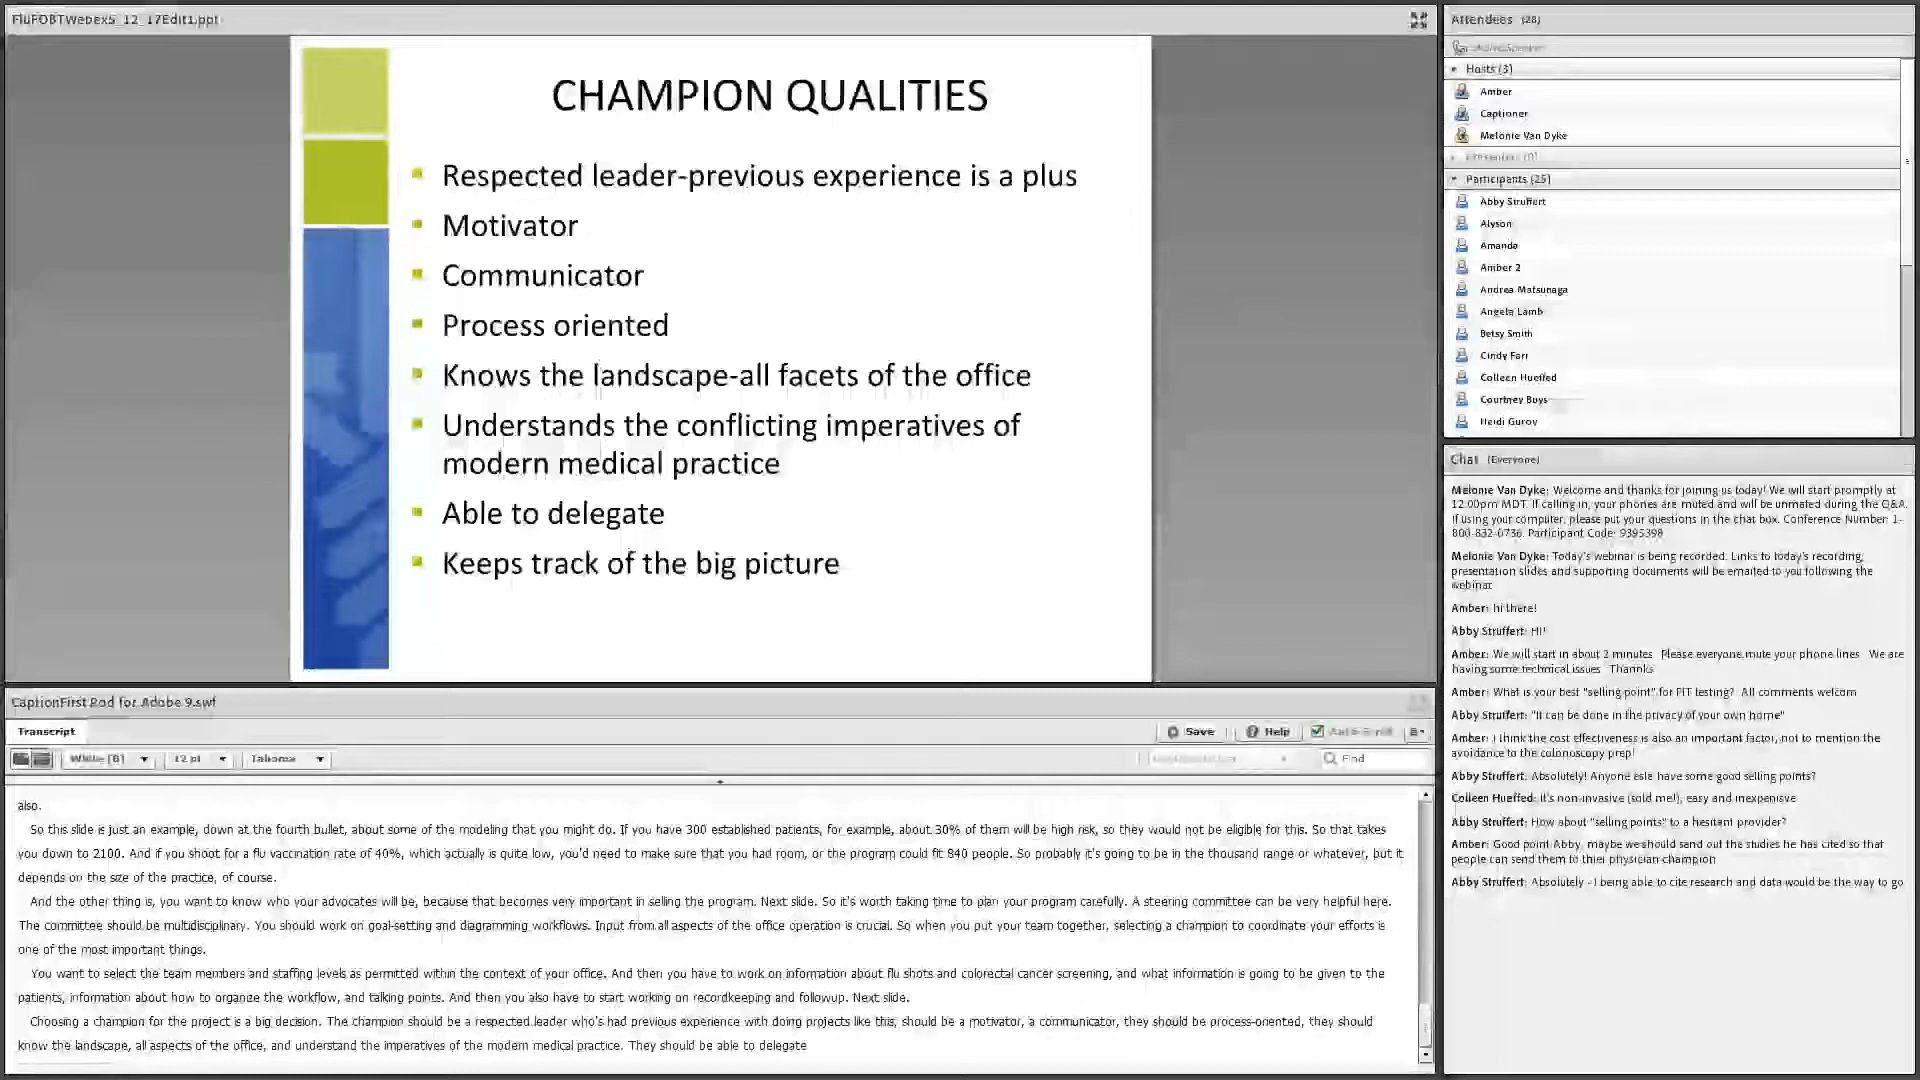 FluFOBTWebex5_12_17Edit1.ppt
CHAMPION QUALITIES
Respected leader-previous experience is a plus
Motivator
Communicator
Process oriented
Knows the landscape-all facets of the office
Understands the conflicting imperatives of
modern medical practice
Able to delegate
Keeps track of the big picture
CaptionFirst Pod for Adobe 9.swf
Transcript
Save
Help
Auto-Scroll
White [B]
12 pt
Tahoma
Find
also.
So this slide is just an example, down at the fourth bullet, about some of the modeling that you might do. If you have 300 established patients, for example, about 30% of them will be high risk, so they would not be eligible for this. So that takes
you down to 2100. And if you shoot for a flu vaccination rate of 40%, which actually is quite low, you'd need to make sure that you had room, or the program could fit 840 people. So probably it's going to be in the thousand range or whatever, but it
depends on the size of the practice, of course.
And the other thing is, you want to know who your advocates will be, because that becomes very important in selling the program. Next slide. So it's worth taking time to plan your program carefully. A steering committee can be very helpful here.
The committee should be multidisciplinary. You should work on goal-setting and diagramming workflows. Input from all aspects of the office operation is crucial. So when you put your team together, selecting a champion to coordinate your efforts is
one of the most important things.
You want to select the team members and staffing levels as permitted within the context of your office. And then you have to work on information about flu shots and colorectal cancer screening, and what information is going to be given to the
patients, information about how to organize the workflow, and talking points. And then you also have to start working on recordkeeping and followup. Next slide.
Choosing a champion for the project is a big decision. The champion should be a respected leader who's had previous experience with doing projects like this, should be a motivator, a communicator, they should be process-oriented, they should
know the landscape, all aspects of the office, and understand the imperatives of the modern medical practice. They should be able to delegate
Attendees (28)
Active Speaker
Hosts (3)
Amber
Captioner
Melonie Van Dyke
Presenters (0)
Participants (25)
Abby Struffert
Alyson
Amanda
Amber 2
Andrea Matsunaga
Angela Lamb
Betsy Smith
Cindy Farr
Colleen Hueffed
Courtney Boys
Heidi Gurov
Chat (Everyone)
Melonie Van Dyke: Welcome and thanks for joining us today! We will start promptly at
12:00pm MDT. If calling in, your phones are muted and will be unmated during the Q&A.
If using your computer, please put your questions in the chat box. Conference Number: 1-
800-832-0736. Participant Code: 9395398
Melonie Van Dyke: Today's webinar is being recorded. Links to today's recording,
presentation slides and supporting documents will be emailed to you following the
webinar
Amber: hi there!
Abby Struffert: HI!
Amber: We will start in about 2 minutes Please everyone mute your phone lines We are
having some technical issues Thannks
Amber: What is your best "selling point" for FIT testing? All comments welcom
Abby Struffert: "It can be done in the privacy of your own home"
Amber: I think the cost effectiveness is also an important factor, not to mention the
avoidance to the colonoscopy prep!
Abby Struffert: Absolutely! Anyone esle have some good selling points?
Colleen Hueffed: It's non-invasive (sold me!), easy and inexpenisve
Abby Struffert: How about "selling points" to a hesitant provider?
Amber: Good point Abby, maybe we should send out the studies he has cited so that
people can send them to thier physician champion
Abby Struffert: Absolutely - I being able to cite research and data would be the way to go